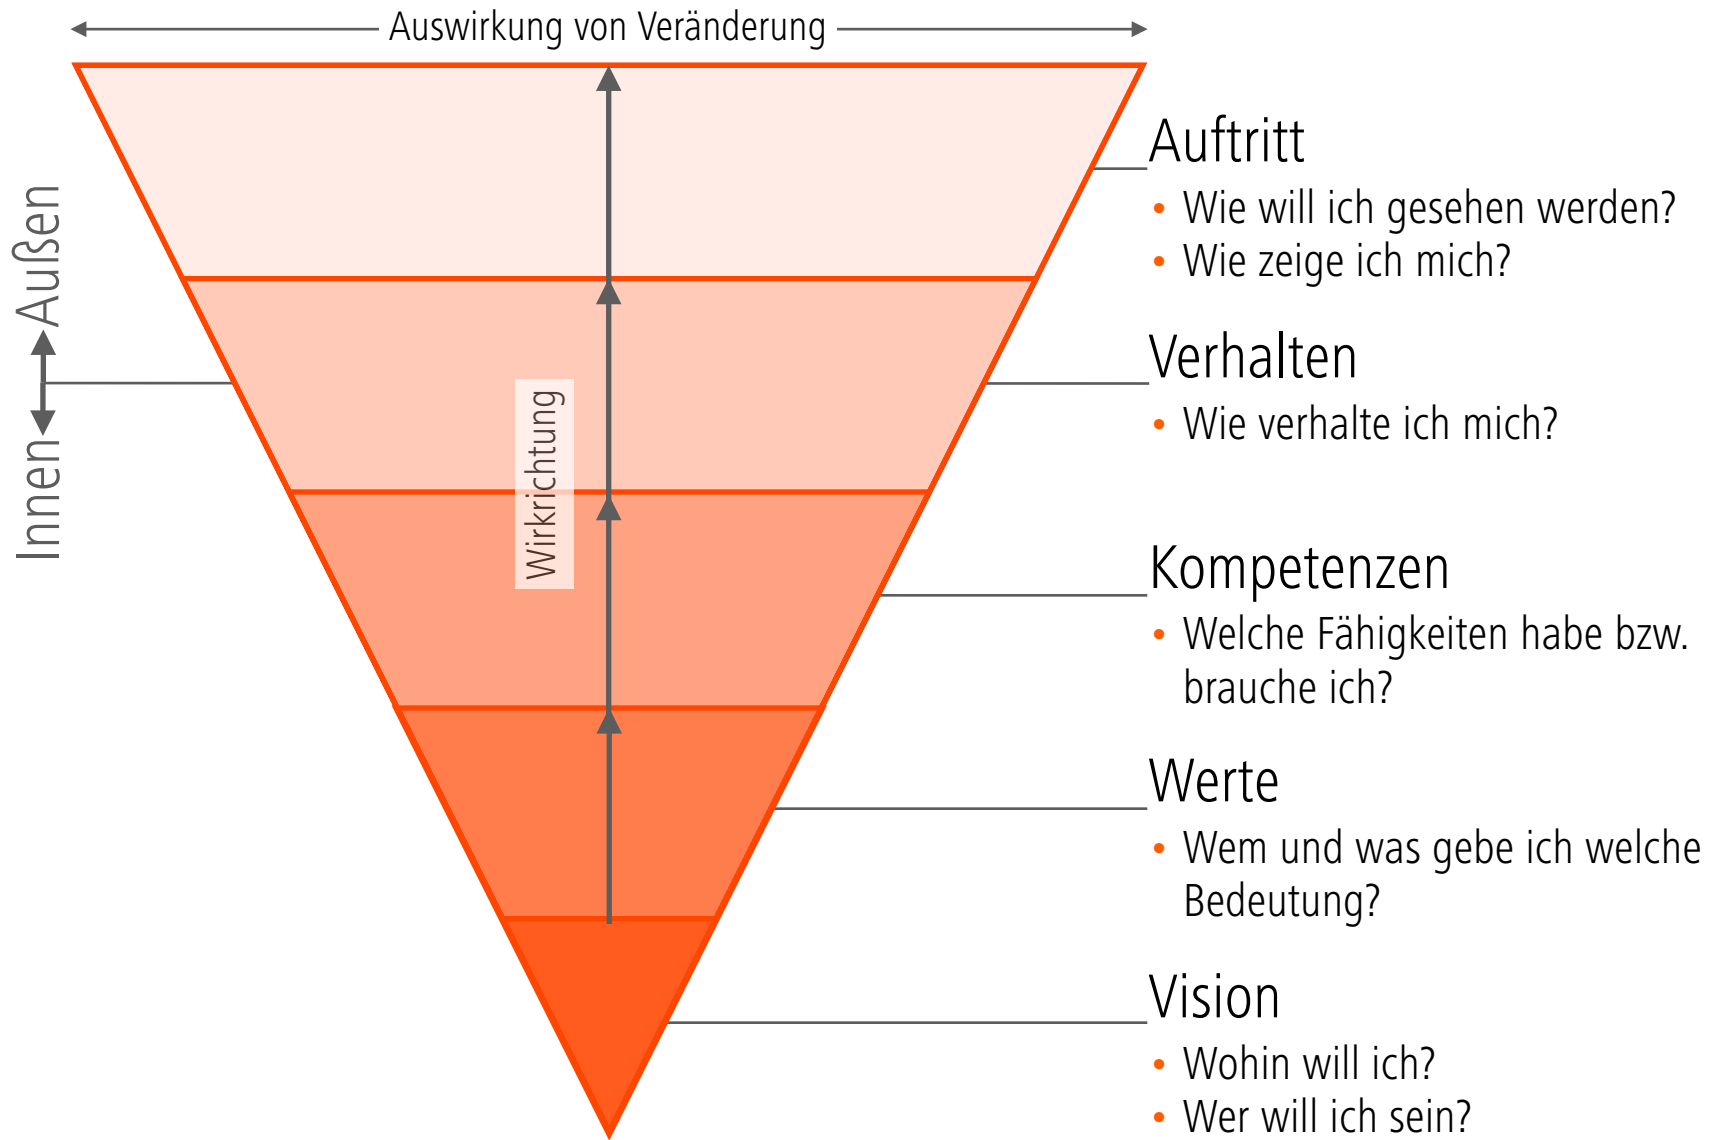 Auswirkung von Veränderung
Außen
Innen
Wirkrichtung
Auftritt
• Wie will ich gesehen werden?
• Wie zeige ich mich?
Verhalten
• Wie verhalte ich mich?
Kompetenzen
• Welche Fähigkeiten habe bzw.
brauche ich?
Werte
• Wem und was gebe ich welche
Bedeutung?
Vision
• Wohin will ich?
• Wer will ich sein?